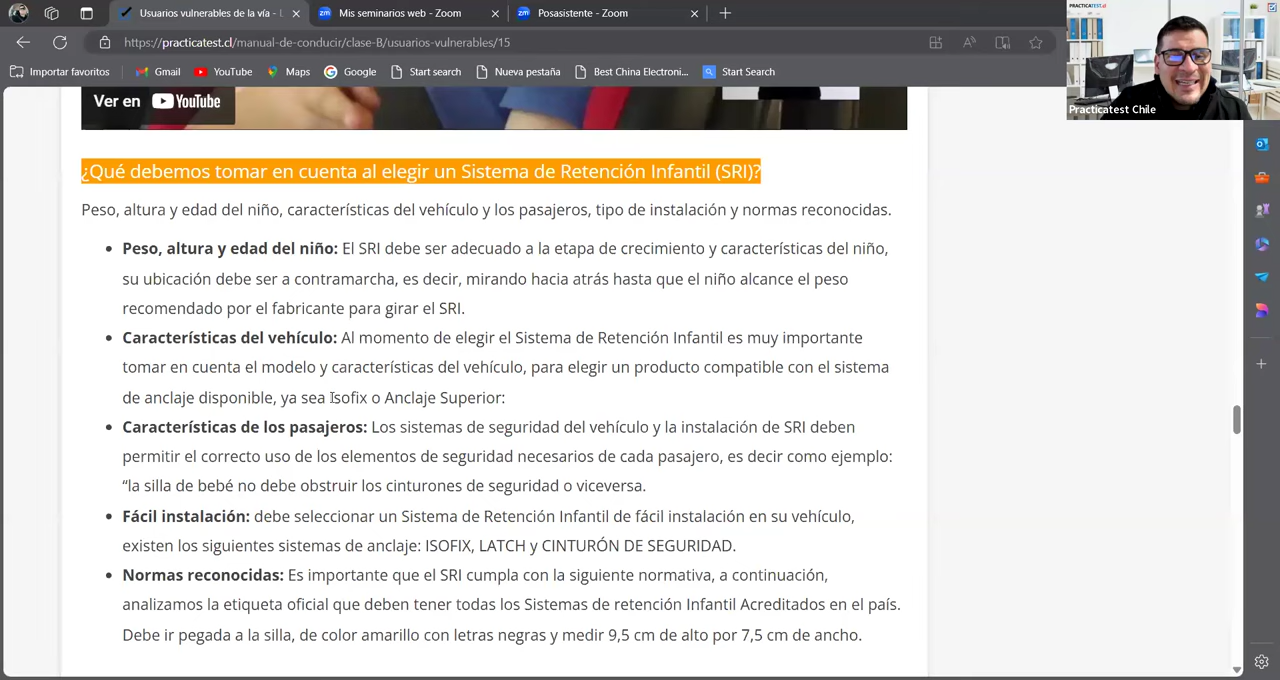 Usuarios vulnerables de la vía - L
Mis seminarios web - Zoom
Posasistente - Zoom
https://practicatest.cl/manual-de-conducir/clase-B/usuarios-vulnerables/15
Importar favoritos
Gmail
YouTube
Maps
Google
Start search
Nueva pestaña
Best China Electroni...
Start Search
PRACTICATEST.cl
Practicatest Chile
Ver en YouTube
¿Qué debemos tomar en cuenta al elegir un Sistema de Retención Infantil (SRI)?
Peso, altura y edad del niño, características del vehículo y los pasajeros, tipo de instalación y normas reconocidas.
• Peso, altura y edad del niño: El SRI debe ser adecuado a la etapa de crecimiento y características del niño,
su ubicación debe ser a contramarcha, es decir, mirando hacia atrás hasta que el niño alcance el peso
recomendado por el fabricante para girar el SRI.
• Características del vehículo: Al momento de elegir el Sistema de Retención Infantil es muy importante
tomar en cuenta el modelo y características del vehículo, para elegir un producto compatible con el sistema
de anclaje disponible, ya sea Isofix o Anclaje Superior:
• Características de los pasajeros: Los sistemas de seguridad del vehículo y la instalación de SRI deben
permitir el correcto uso de los elementos de seguridad necesarios de cada pasajero, es decir como ejemplo:
“la silla de bebé no debe obstruir los cinturones de seguridad o viceversa.
• Fácil instalación: debe seleccionar un Sistema de Retención Infantil de fácil instalación en su vehículo,
existen los siguientes sistemas de anclaje: ISOFIX, LATCH y CINTURÓN DE SEGURIDAD.
• Normas reconocidas: Es importante que el SRI cumpla con la siguiente normativa, a continuación,
analizamos la etiqueta oficial que deben tener todas los Sistemas de retención Infantil Acreditados en el país.
Debe ir pegada a la silla, de color amarillo con letras negras y medir 9,5 cm de alto por 7,5 cm de ancho.